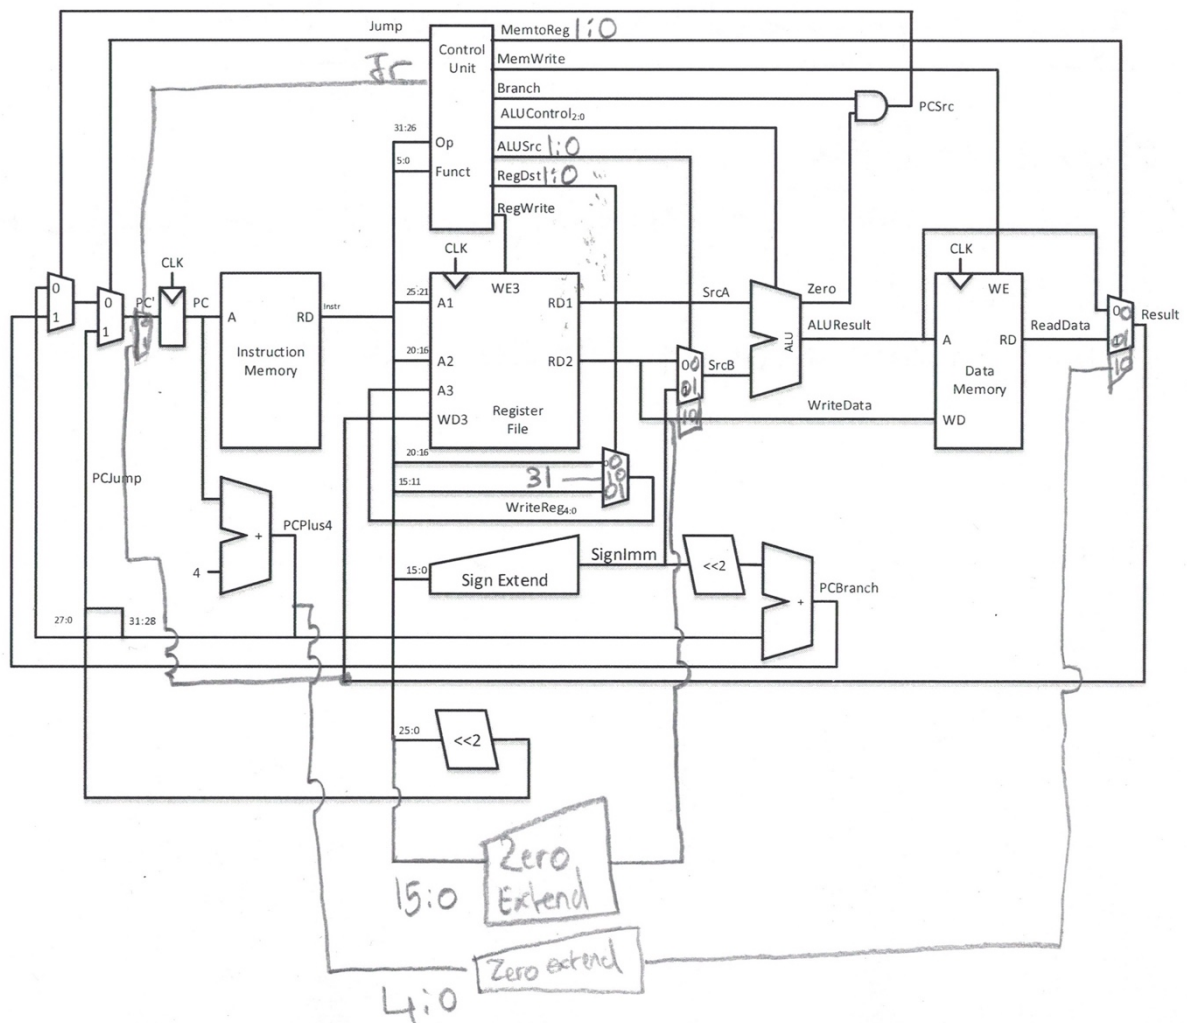 Jump
MemtoReg 1:0
Control Unit
MemWrite
Jr
Branch
PCSrc
ALUControl2:0
31:26
Op
ALUSrc 1:0
5:0
Funct
RegDst 1:0
RegWrite
CLK
CLK
CLK
0
1
0
1
PC'
PC
A
RD
Instr
Instruction
Memory
25:21
A1
WE3
RD1
20:16
A2
RD2
A3
WD3
Register
File
SrcA
00
01
10
SrcB
ALU
Zero
ALUResult
WriteData
WE
A
RD
Data
Memory
WD
ReadData
00
01
10
Result
20:16
00
31
10
15:11
01
WriteReg4:0
PCJump
PCPlus4
+
4
15:0
Sign Extend
SignImm
<<2
+
PCBranch
27:0
31:28
25:0
<<2
15:0
Zero
Extend
4:0
Zero extend